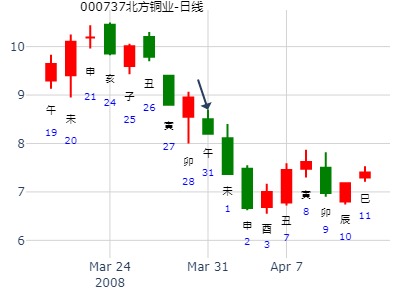 000737北方铜业-日线
10
9
8
7
6
午
19
未
20
申
21
亥
24
子
25
丑
26
寅
27
卯
28
午
31
未
1
申
2
酉
3
丑
7
寅
8
卯
9
辰
10
巳
11
Mar 24
2008
Mar 31
Apr 7